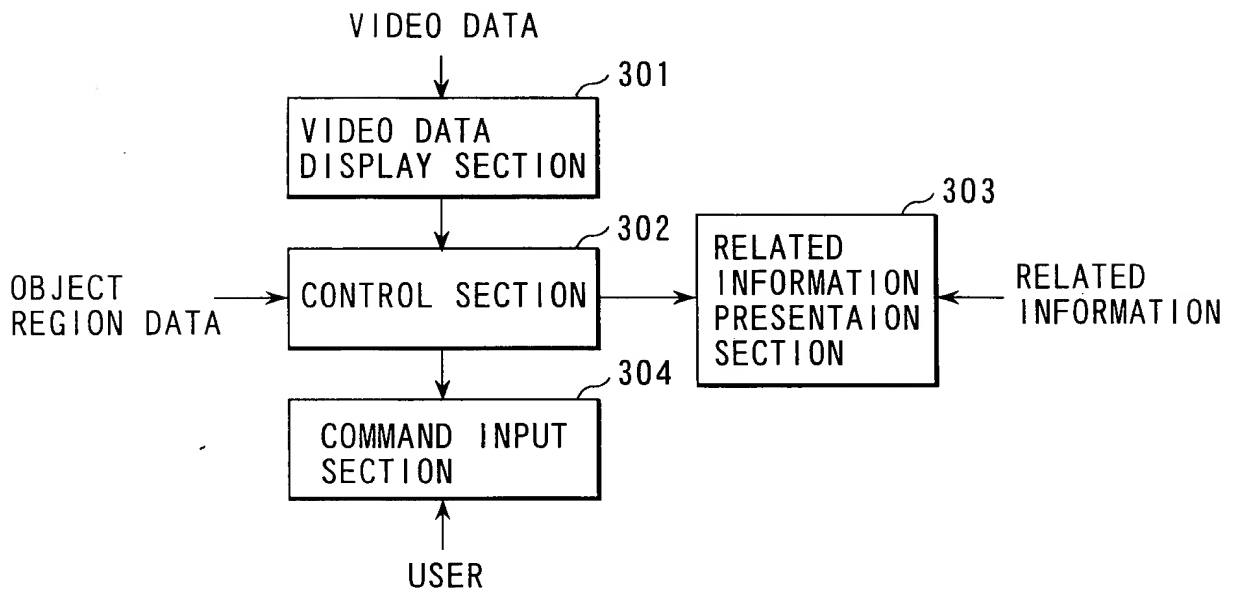 VIDEO DATA
301
VIDEO DATA
DISPLAY SECTION
302
CONTROL SECTION
OBJECT
REGION DATA
303
RELATED
INFORMATION
PRESENTAION
SECTION
RELATED
INFORMATION
304
COMMAND INPUT
SECTION
USER